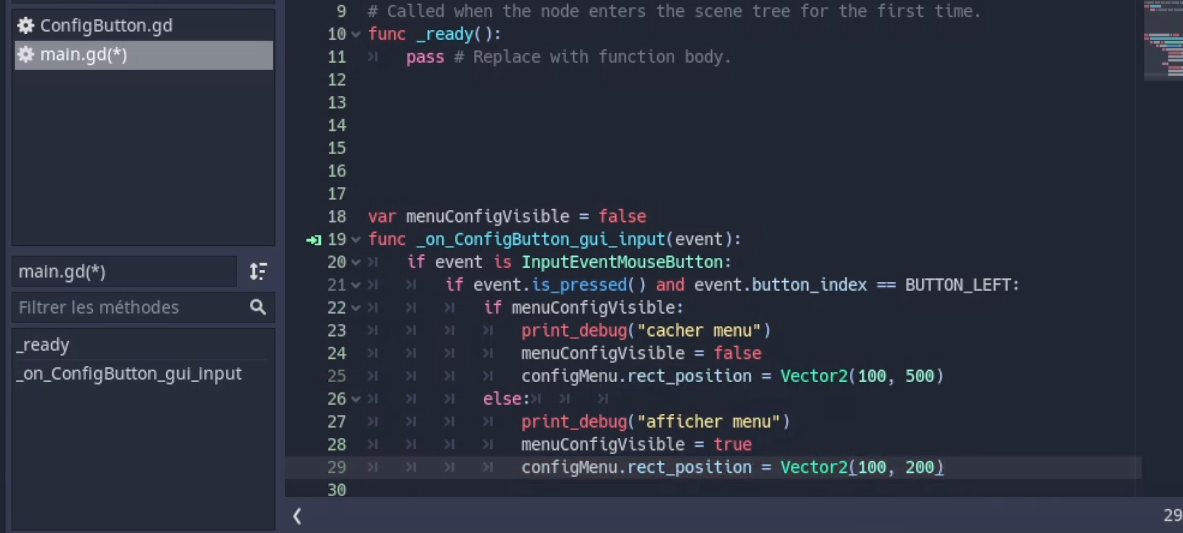 ConfigButton.gd
main.gd(*)
main.gd(*)
Filtrer les méthodes
_ready
_on_ConfigButton_gui_input
9 # Called when the node enters the scene tree for the first time.
10 func _ready():
11 pass # Replace with function body.
12
13
14
15
16
17
18 var menuConfigVisible = false
19 func _on_ConfigButton_gui_input(event):
20 if event is InputEventMouseButton:
21 if event.is_pressed() and event.button_index == BUTTON_LEFT:
22 if menuConfigVisible:
23 print_debug("cacher menu")
24 menuConfigVisible = false
25 configMenu.rect_position = Vector2(100, 500)
26 else:
27 print_debug("afficher menu")
28 menuConfigVisible = true
29 configMenu.rect_position = Vector2(100, 200)
30
29